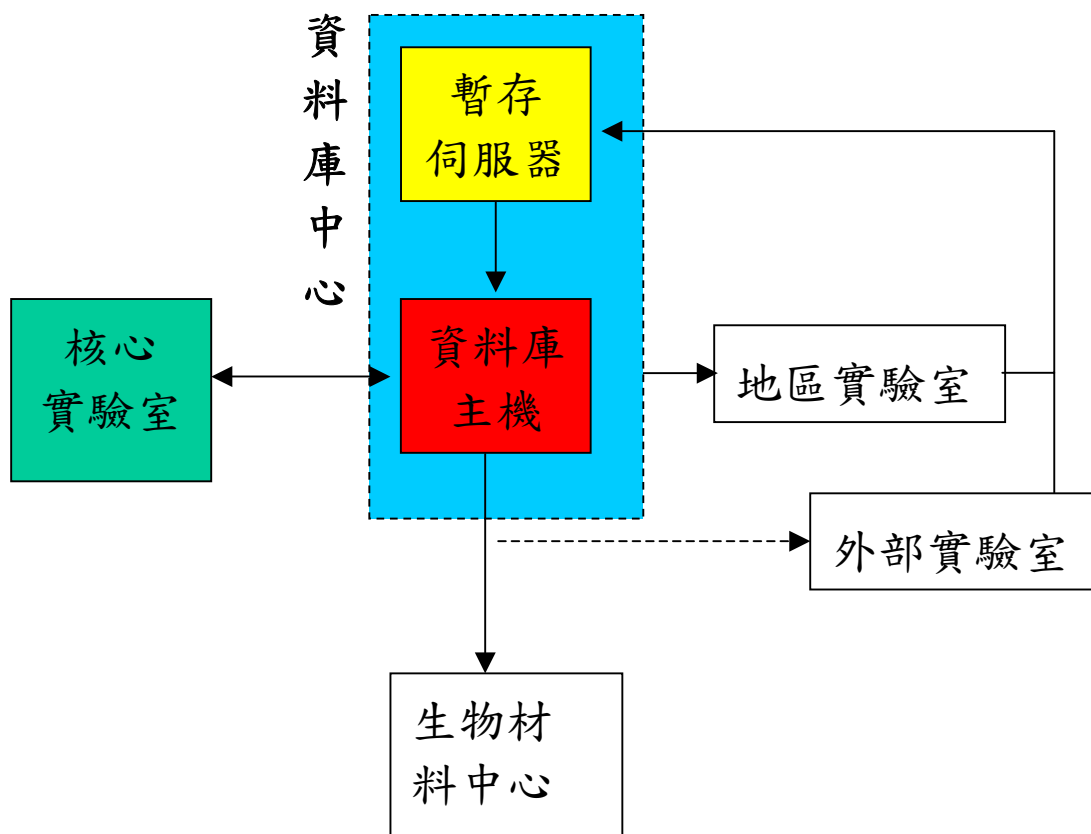 資料庫中心
暫存
伺服器
核心
實驗室
資料庫
主機
地區實驗室
外部實驗室
生物材
料中心